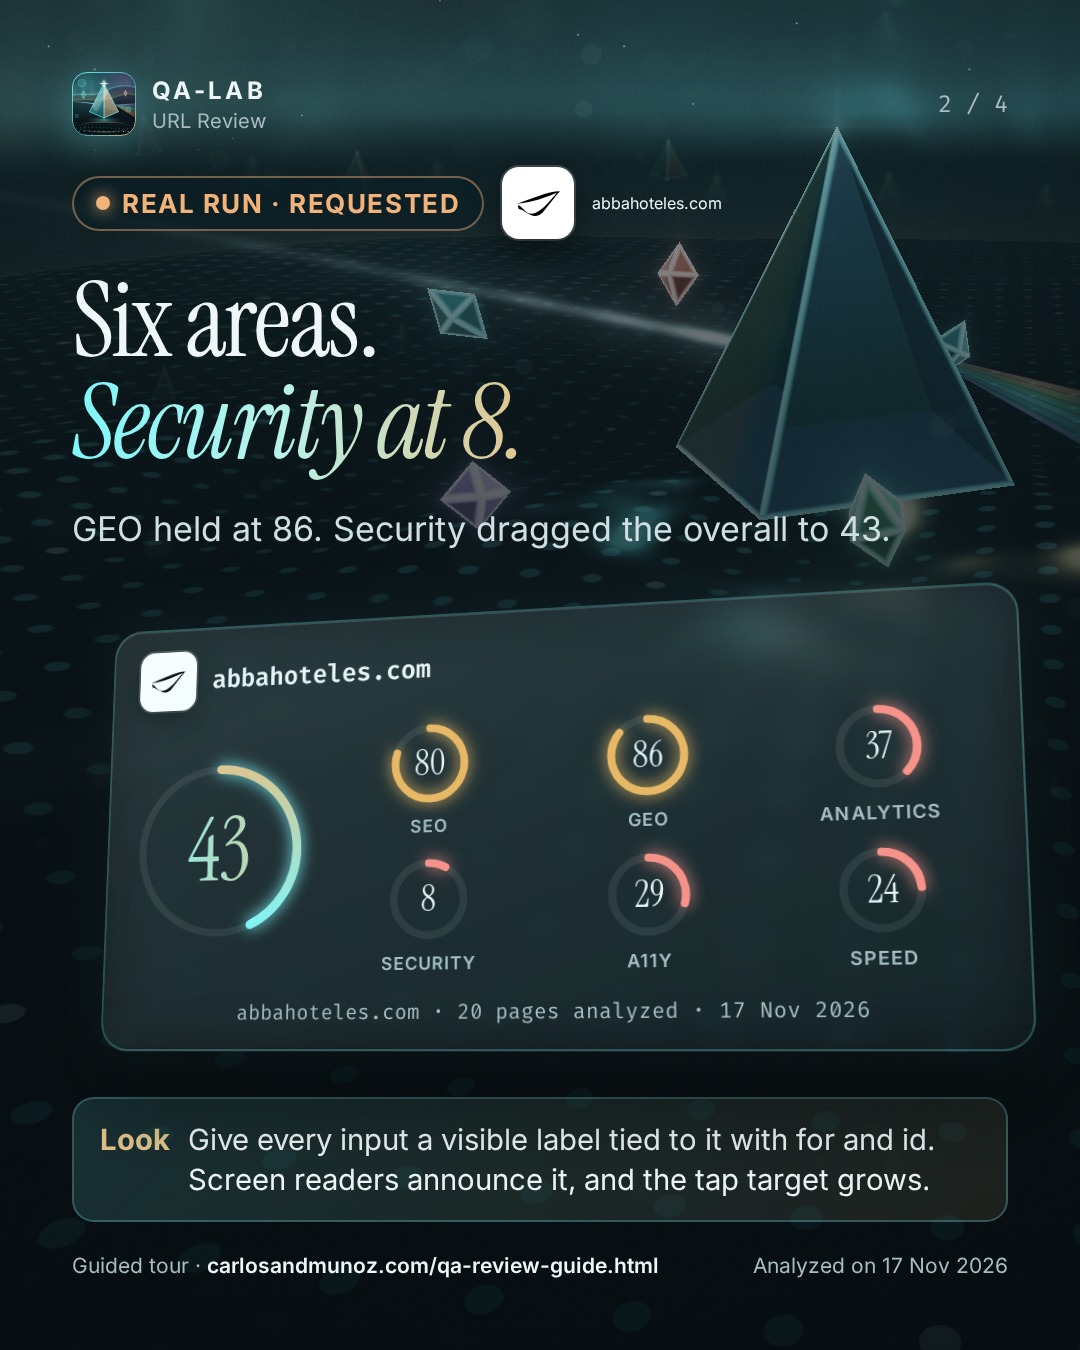 QA-LAB
URL Review
2 / 4
REAL RUN · REQUESTED
abbahoteles.com
Six areas.
Security at 8.
GEO held at 86. Security dragged the overall to 43.
abbahoteles.com
43
80
SEO
86
GEO
37
ANALYTICS
8
SECURITY
29
A11Y
24
SPEED
abbahoteles.com · 20 pages analyzed · 17 Nov 2026
Look Give every input a visible label tied to it with for and id.
Screen readers announce it, and the tap target grows.
Guided tour · carlosandmunoz.com/qa-review-guide.html
Analyzed on 17 Nov 2026